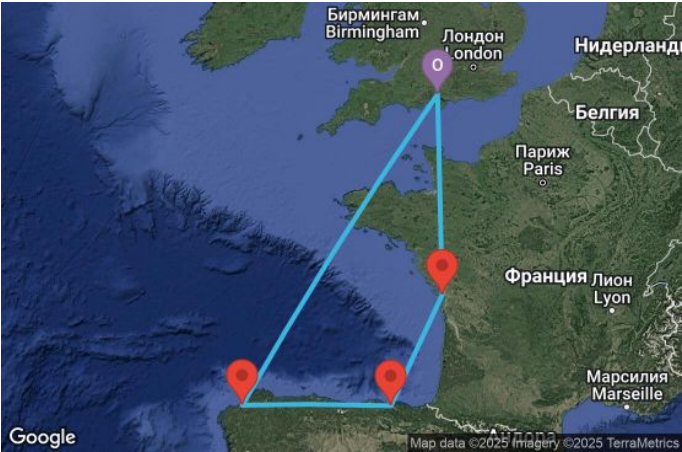 Бирмингам
Birmingham
Лондон
London
Нидерланды
O
Бельгия
Париж
Paris
Франция
Лион
Lyon
Марсилия
Marseille
Андора
Google
Map data ©2025 Imagery ©2025 TerraMetrics